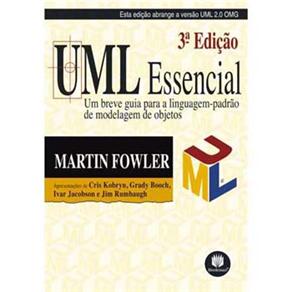 Esta edição abrange a versão UML 2.0 OMG
3ª Edição
UML Essencial
Um breve guia para a linguagem-padrão
de modelagem de objetos
MARTIN FOWLER
Apresentações de Cris Kobryn, Grady Booch,
Ivar Jacobson e Jim Rumbaugh
UML
Bookman